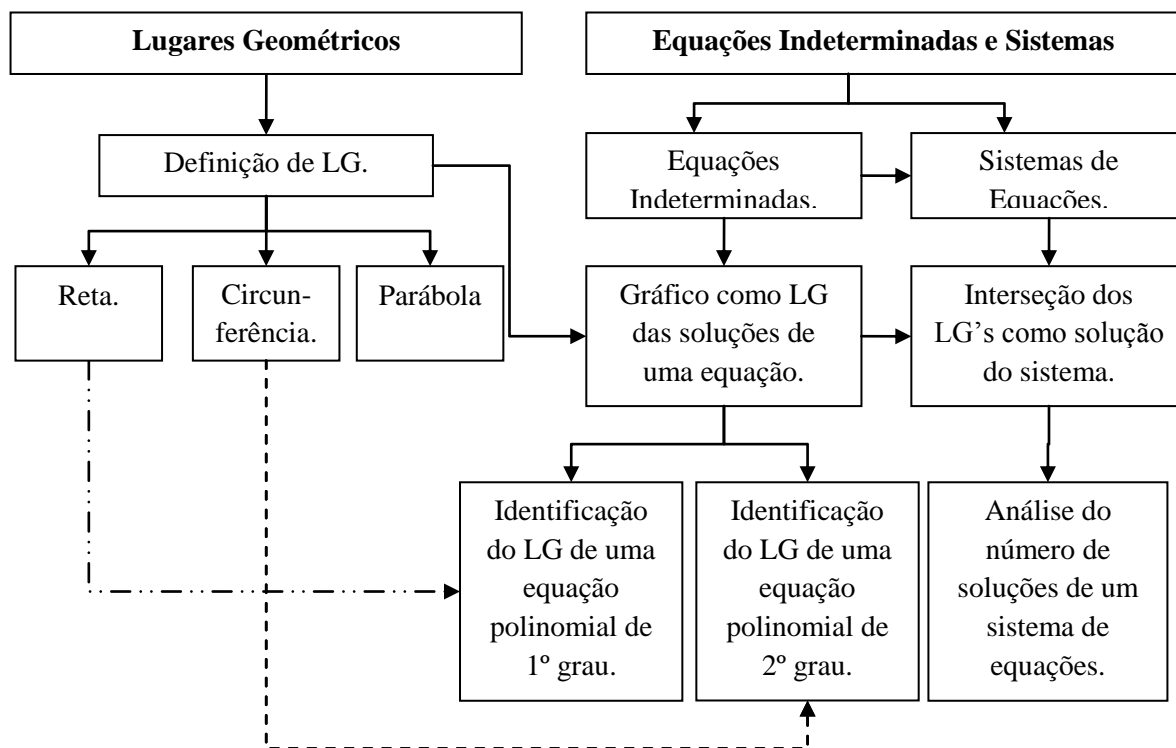 Lugares Geométricos
Equações Indeterminadas e Sistemas
Definição de LG.
Equações
Indeterminadas.
Sistemas de
Equações.
Reta.
Circun-
ferência.
Parábola
Gráfico como LG
das soluções de
uma equação.
Interseção dos
LG’s como solução
do sistema.
Identificação
do LG de uma
equação
polinomial de
1º grau.
Identificação
do LG de uma
equação
polinomial de
2º grau.
Análise do
número de
soluções de um
sistema de
equações.